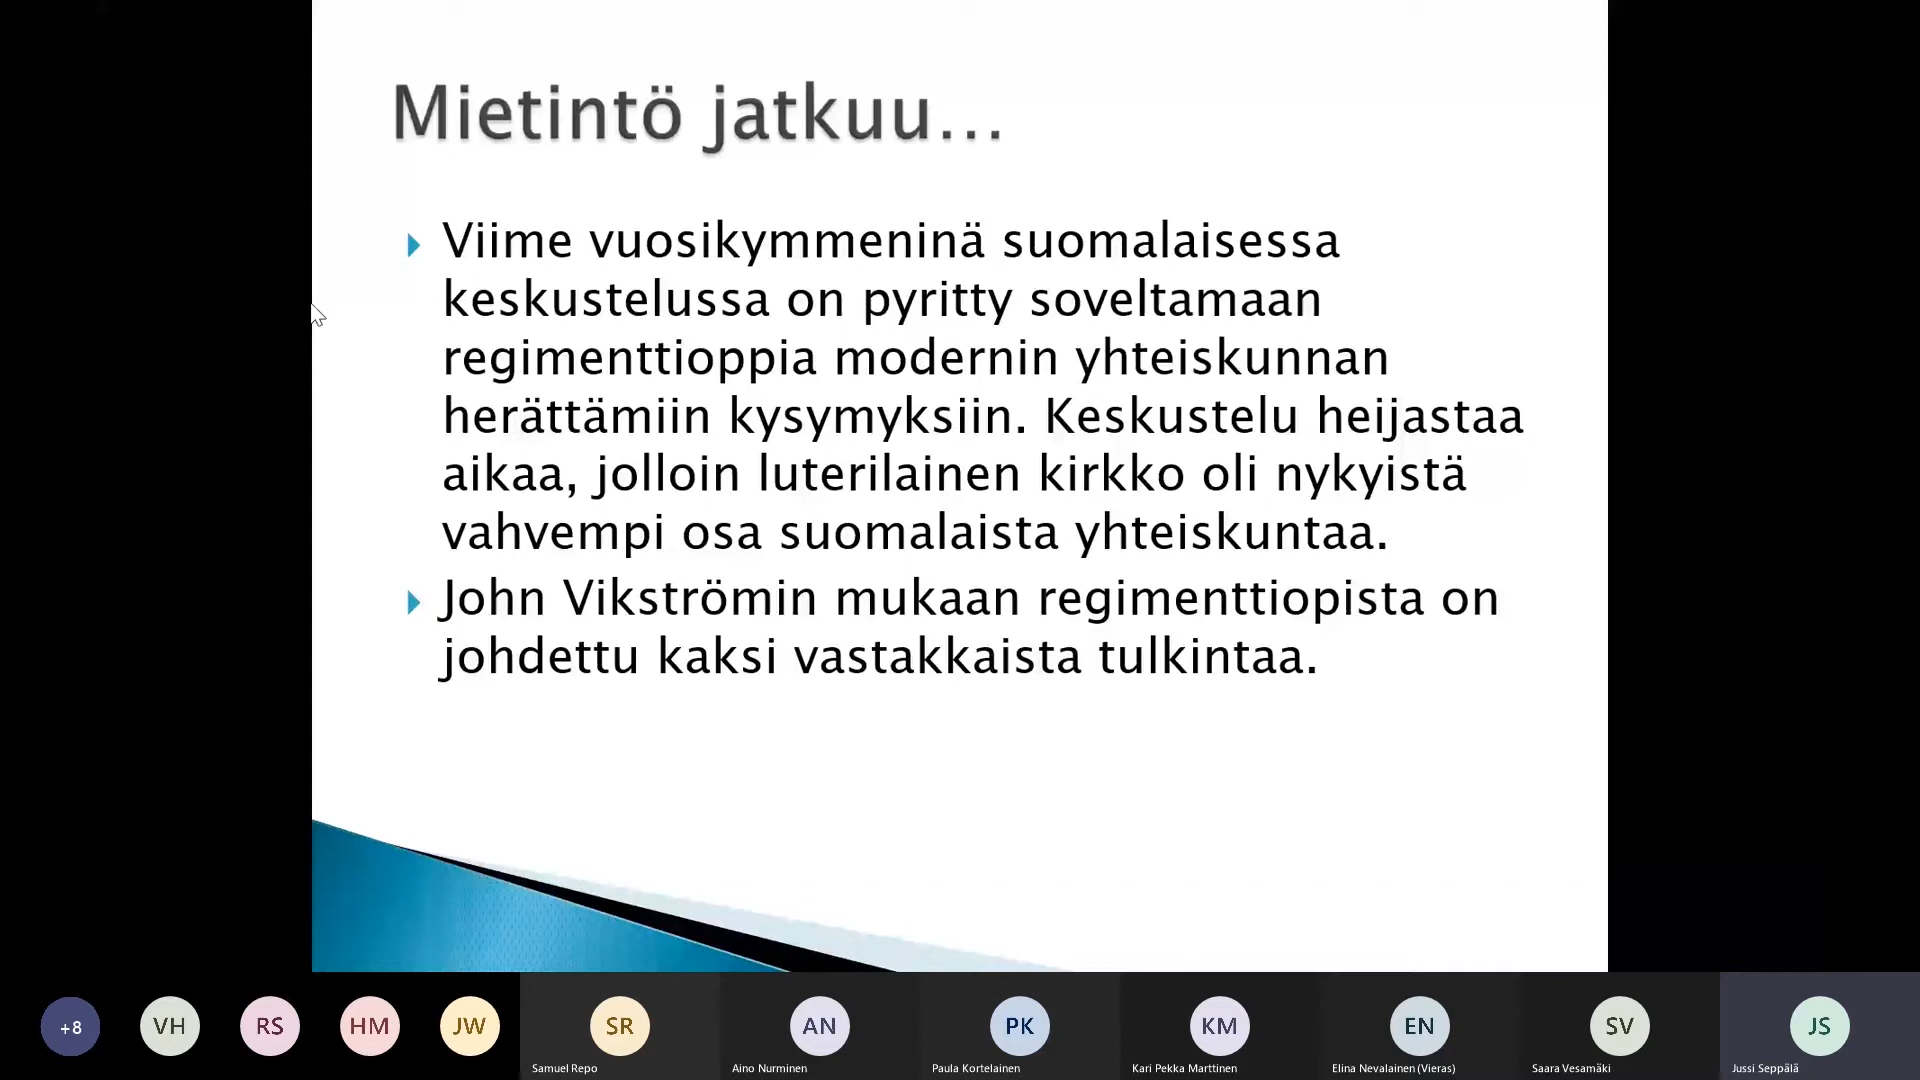 Mietintö jatkuu...
Viime vuosikymmeninä suomalaisessa
keskustelussa on pyritty soveltamaan
regimenttioppia modernin yhteiskunnan
herättämiin kysymyksiin. Keskustelu heijastaa
aikaa, jolloin luterilainen kirkko oli nykyistä
vahvempi osa suomalaista yhteiskuntaa.
John Vikströmin mukaan regimenttiopista on
johdettu kaksi vastakkaista tulkintaa.
+8
VH
RS
HM
JW
SR
AN
PK
KM
EN
SV
JS
Samuel Repo
Aino Nurminen
Paula Kortelainen
Kari Pekka Marttinen
Elina Nevalainen (Vieras)
Saara Vesamäki
Jussi Seppälä